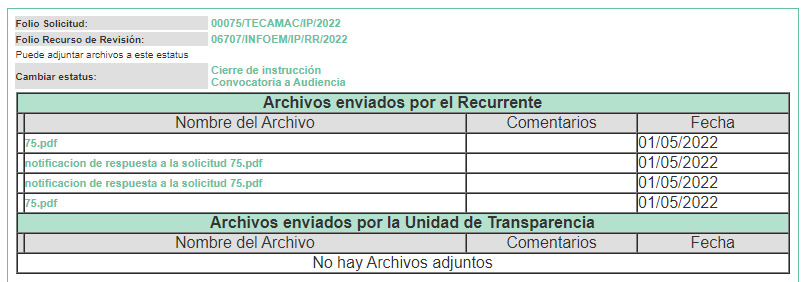 Folio Solicitud: 00075/TECAMAC/IP/2022
Folio Recurso de Revisión: 06707/INFOEM/IP/RR/2022
Puede adjuntar archivos a este estatus
Cambiar estatus: Cierre de instrucción
Convocatoria a Audiencia
Archivos enviados por el Recurrente
Nombre del Archivo Comentarios Fecha
75.pdf 01/05/2022
notificacion de respuesta a la solicitud 75.pdf 01/05/2022
notificacion de respuesta a la solicitud 75.pdf 01/05/2022
75.pdf 01/05/2022
Archivos enviados por la Unidad de Transparencia
Nombre del Archivo Comentarios Fecha
No hay Archivos adjuntos